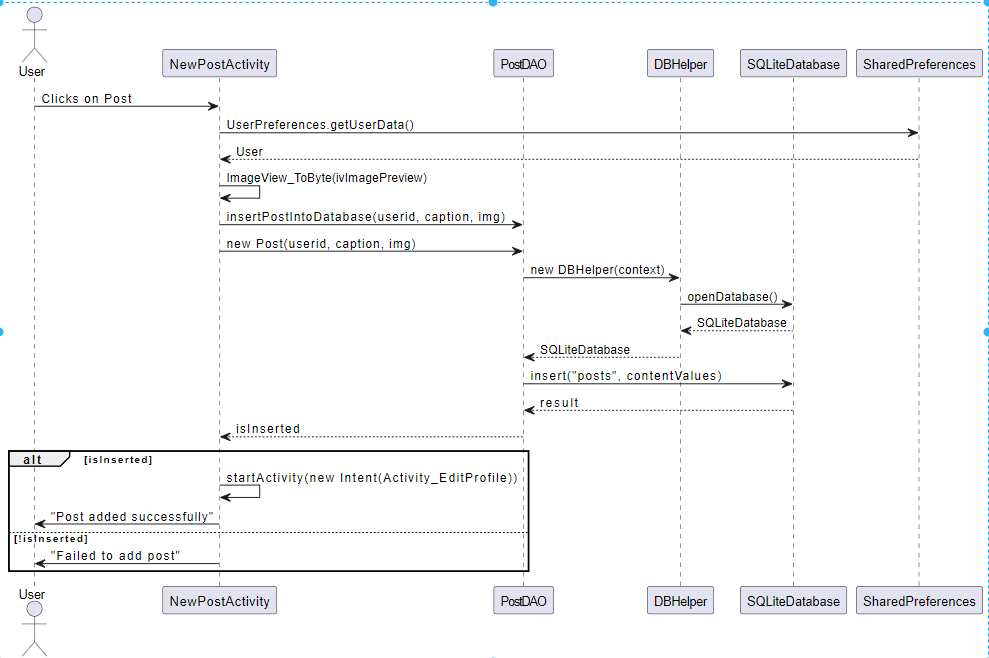 User
NewPostActivity
PostDAO
DBHelper
SQLiteDatabase
SharedPreferences
Clicks on Post
UserPreferences.getUserData()
User
ImageView_ToByte(ivImagePreview)
insertPostIntoDatabase(userid, caption, img)
new Post(userid, caption, img)
new DBHelper(context)
openDatabase()
SQLiteDatabase
SQLiteDatabase
insert("posts", contentValues)
result
isInserted
alt
[isInserted]
startActivity(new Intent(Activity_EditProfile))
"Post added successfully"
[!isInserted]
"Failed to add post"
User
NewPostActivity
PostDAO
DBHelper
SQLiteDatabase
SharedPreferences